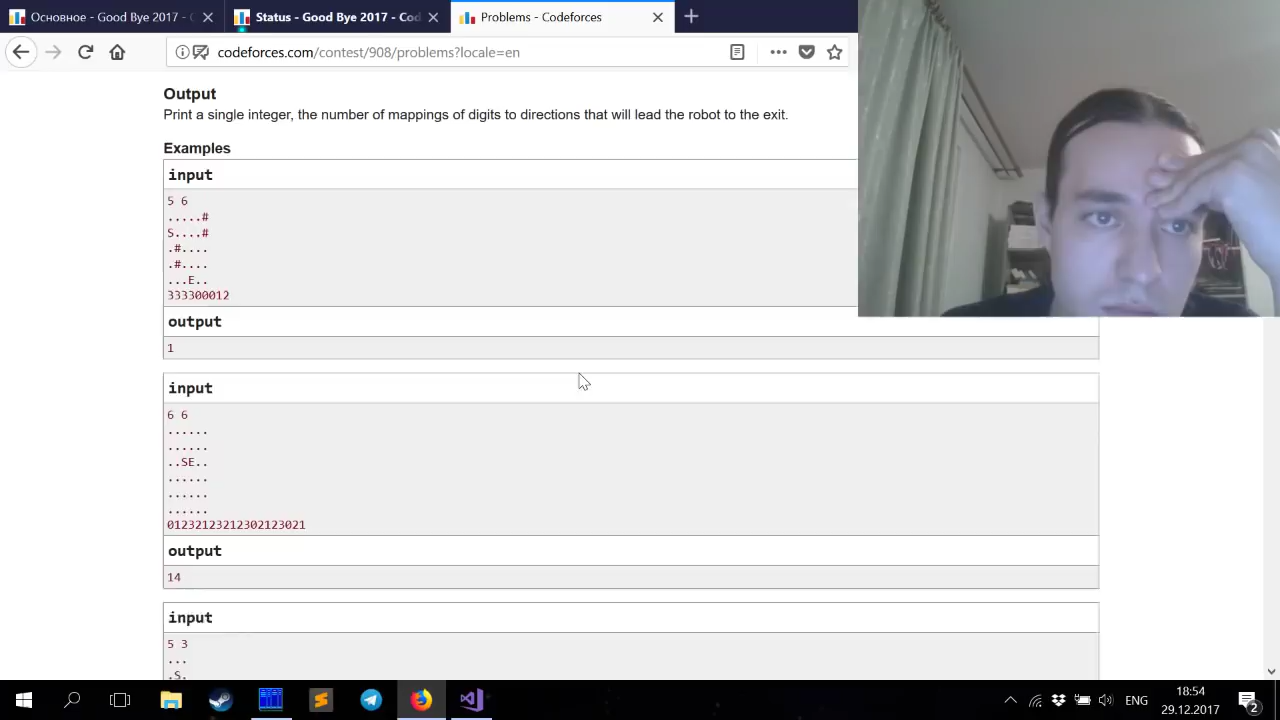 Основное - Good Bye 2017 - C
Status - Good Bye 2017 - Cod
Problems - Codeforces
codeforces.com/contest/908/problems?locale=en
Output
Print a single integer, the number of mappings of digits to directions that will lead the robot to the exit.
Examples
input
5 6
.....#
S....#
.#....
.#....
...E..
333300012
output
1
input
6 6
......
......
..SE..
......
......
......
01232123212302123021
output
14
input
5 3
...
.S.
ENG
18:54
29.12.2017
2